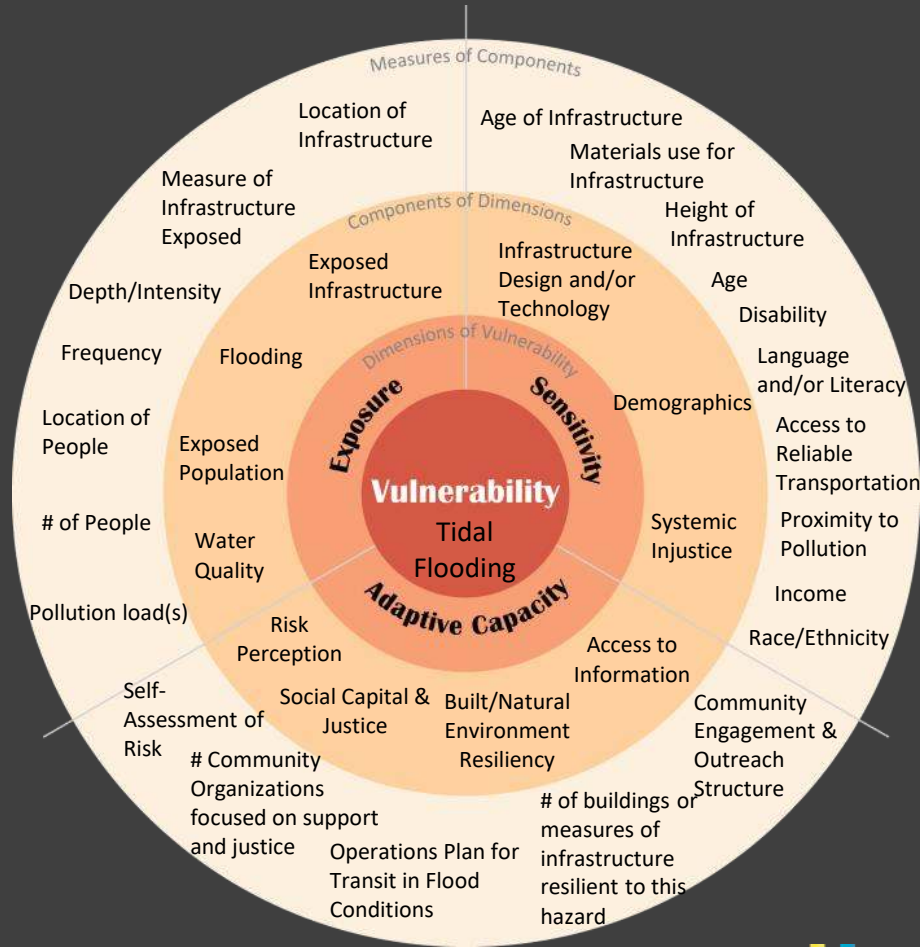 Measures of Components
Location of
Infrastructure
Age of Infrastructure
Materials use for
Infrastructure
Measure of
Infrastructure
Exposed
Components of Dimensions
Height of
Infrastructure
Exposed
Infrastructure
Infrastructure
Design and/or
Technology
Age
Depth/Intensity
Disability
Dimensions of Vulnerability
Frequency
Flooding
Language
and/or Literacy
Exposure
Sensitivity
Demographics
Location of
People
Access to
Reliable
Transportation
Exposed
Population
Vulnerability
Tidal
Flooding
# of People
Systemic
Injustice
Proximity to
Pollution
Water
Quality
Adaptive Capacity
Income
Pollution load(s)
Race/Ethnicity
Risk
Perception
Access to
Information
Social Capital &
Justice
Built/Natural
Environment
Resiliency
Self-
Assessment of
Risk
Community
Engagement &
Outreach
Structure
# Community
Organizations
focused on support
and justice
# of buildings or
measures of
infrastructure
resilient to this
hazard
Operations Plan for
Transit in Flood
Conditions